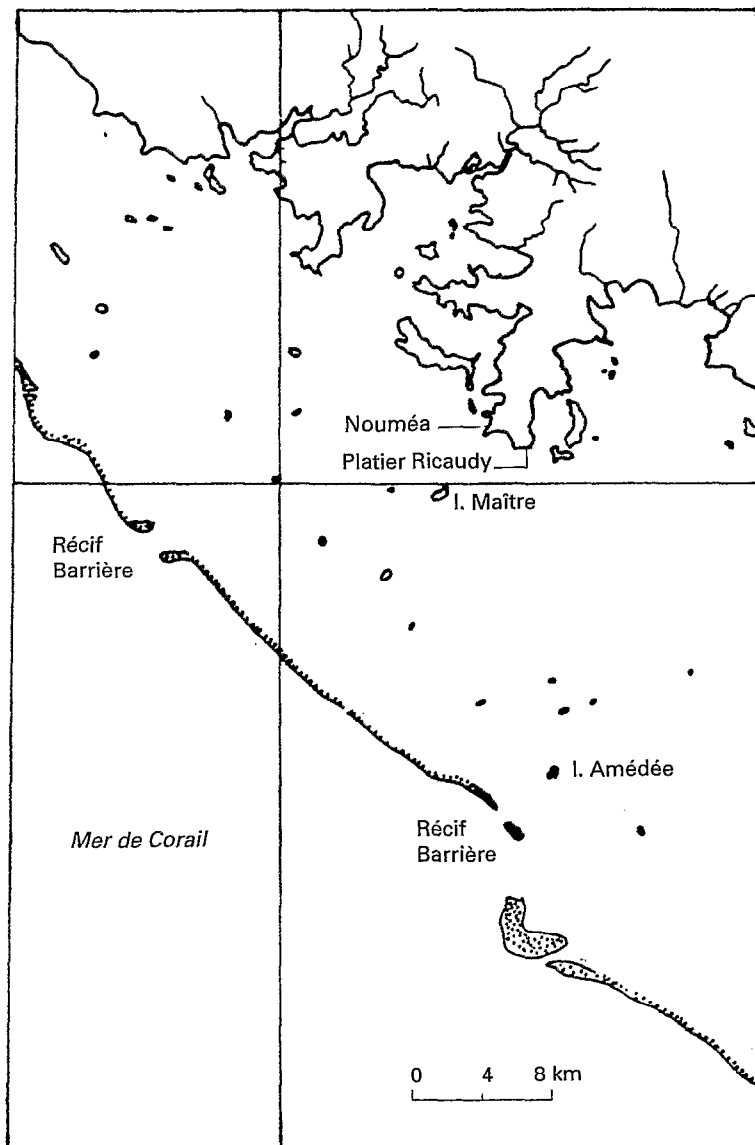 Nouméa
Platier Ricaudy
I. Maître
Récif
Barrière
I. Amédée
Récif
Barrière
Mer de Corail
0 4 8 km